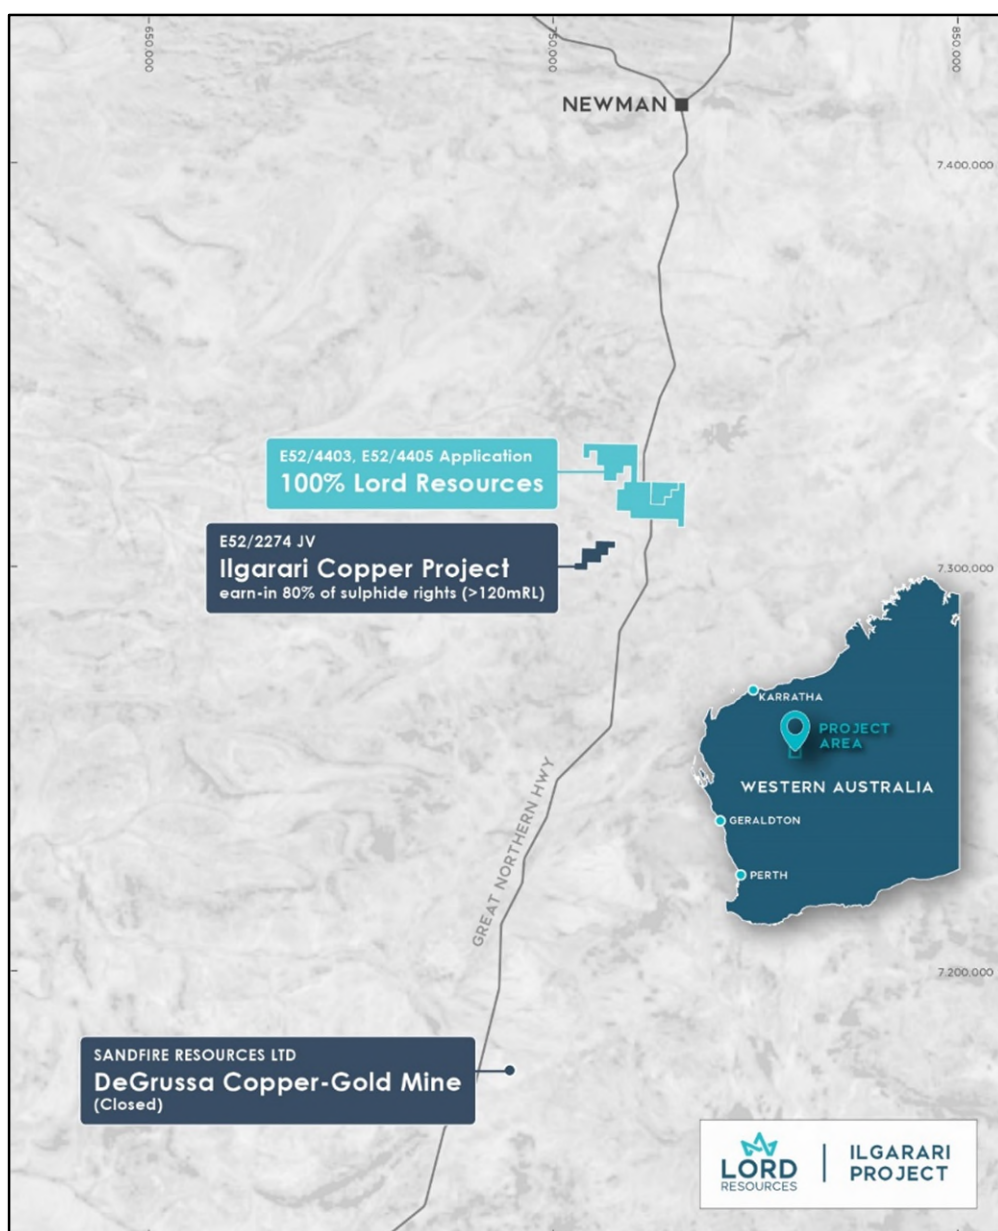 650,000
750,000
850,000
NEWMAN
7,400,000
E52/4403, E52/4405 Application
100% Lord Resources
E52/2274 JV
Ilgarari Copper Project
earn-in 80% of sulphide rights (>120mRL)
7,300,000
KARRATHA
PROJECT
AREA
WESTERN AUSTRALIA
GERALDTON
PERTH
GREAT NORTHERN HWY
7,200,000
SANDFIRE RESOURCES LTD
DeGrussa Copper-Gold Mine
(Closed)
LORD
RESOURCES
ILGARARI
PROJECT